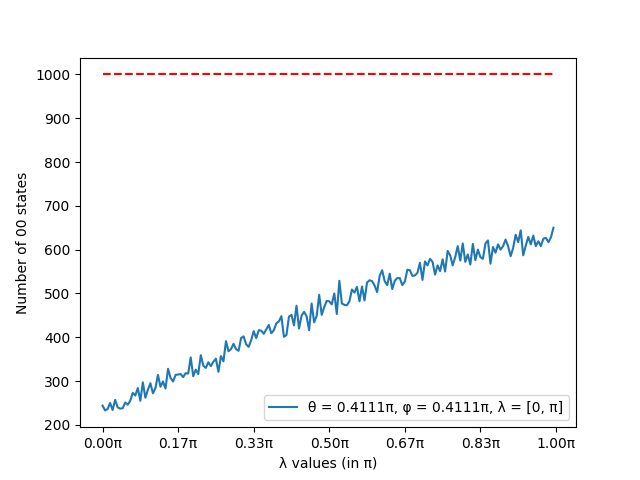 1000
900
800
700
600
500
400
300
200
Number of 00 states
θ = 0.4111π, φ = 0.4111π, λ = [0, π]
0.00π 0.17π 0.33π 0.50π 0.67π 0.83π 1.00π
λ values (in π)